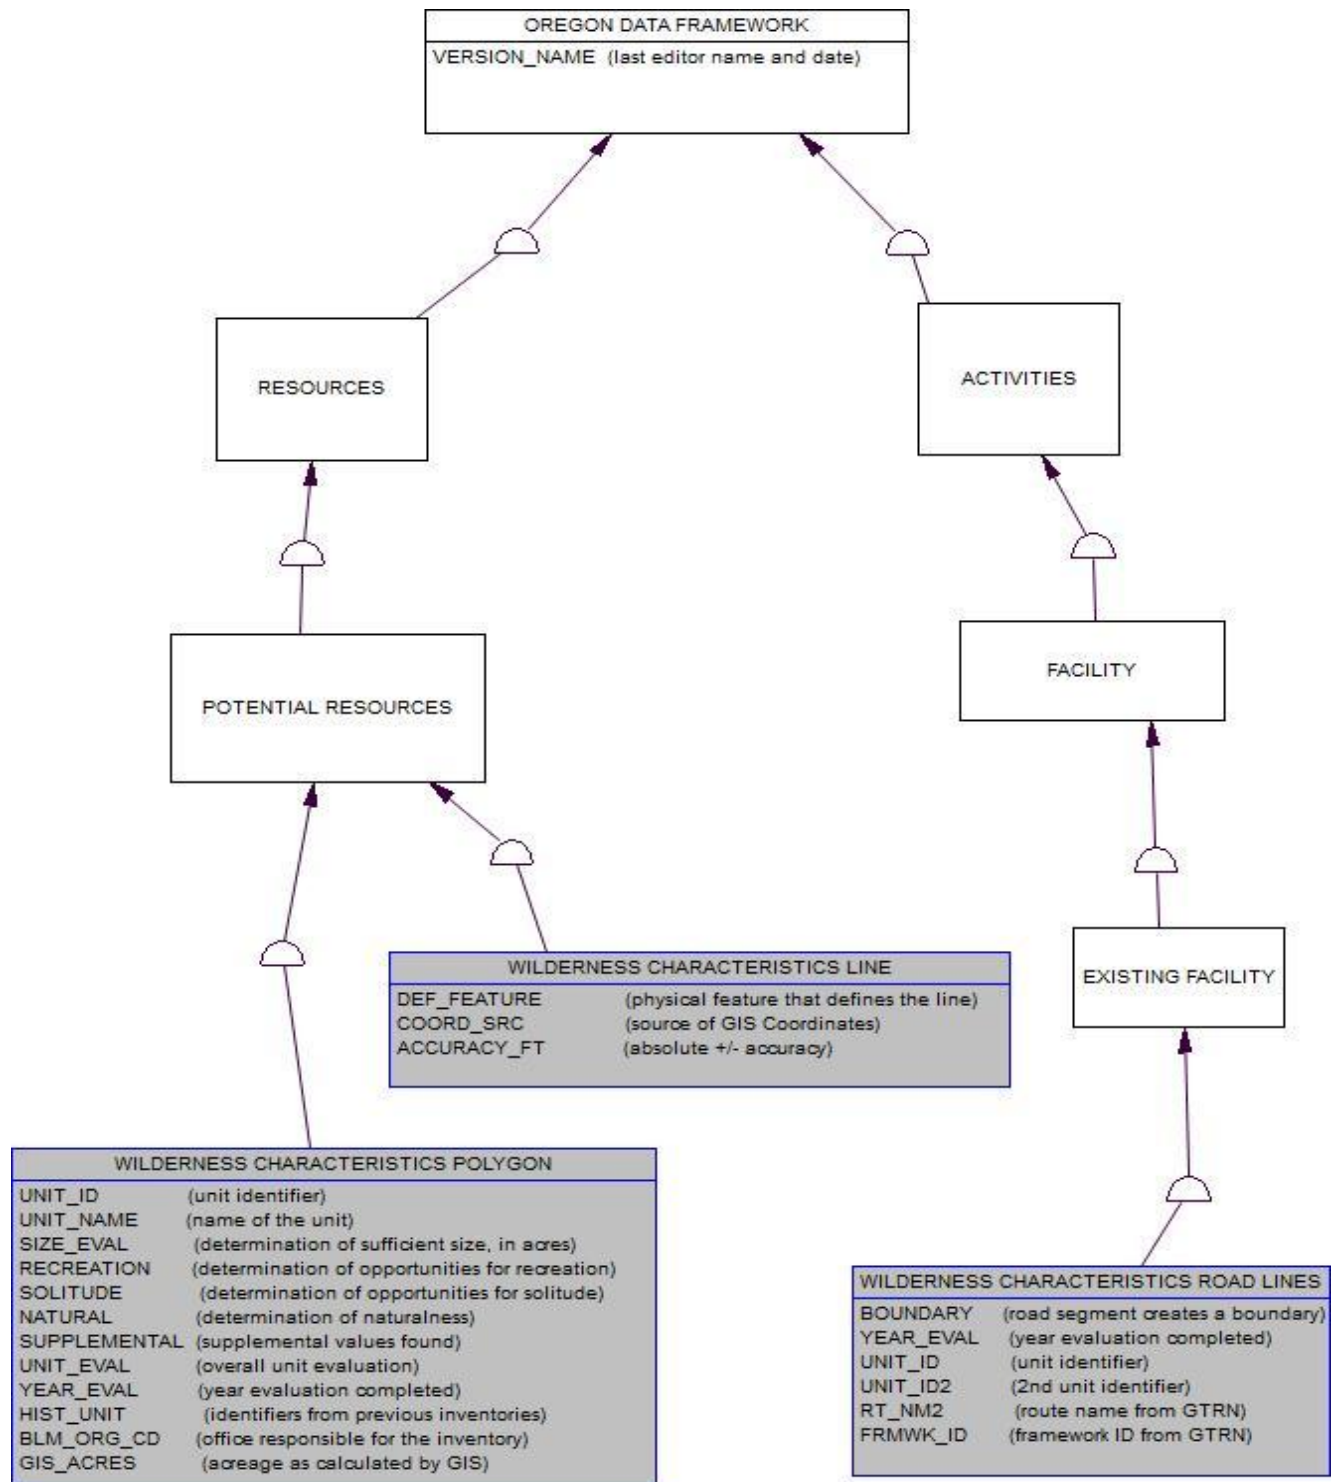 OREGON DATA FRAMEWORK
VERSION_NAME (last editor name and date)
RESOURCES
ACTIVITIES
FACILITY
POTENTIAL RESOURCES
WILDERNESS CHARACTERISTICS LINE
DEF_FEATURE (physical feature that defines the line)
COORD_SRC (source of GIS Coordinates)
ACCURACY_FT (absolute +/- accuracy)
EXISTING FACILITY
WILDERNESS CHARACTERISTICS POLYGON
UNIT_ID (unit identifier)
UNIT_NAME (name of the unit)
SIZE_EVAL (determination of sufficient size, in acres)
RECREATION (determination of opportunities for recreation)
SOLITUDE (determination of opportunities for solitude)
NATURAL (determination of naturalness)
SUPPLEMENTAL (supplemental values found)
UNIT_EVAL (overall unit evaluation)
YEAR_EVAL (year evaluation completed)
HIST_UNIT (identifiers from previous inventories)
BLM_ORG_CD (office responsible for the inventory)
GIS_ACRES (acreage as calculated by GIS)
WILDERNESS CHARACTERISTICS ROAD LINES
BOUNDARY (road segment creates a boundary)
YEAR_EVAL (year evaluation completed)
UNIT_ID (unit identifier)
UNIT_ID2 (2nd unit identifier)
RT_NM2 (route name from GTRN)
FRMWK_ID (framework ID from GTRN)